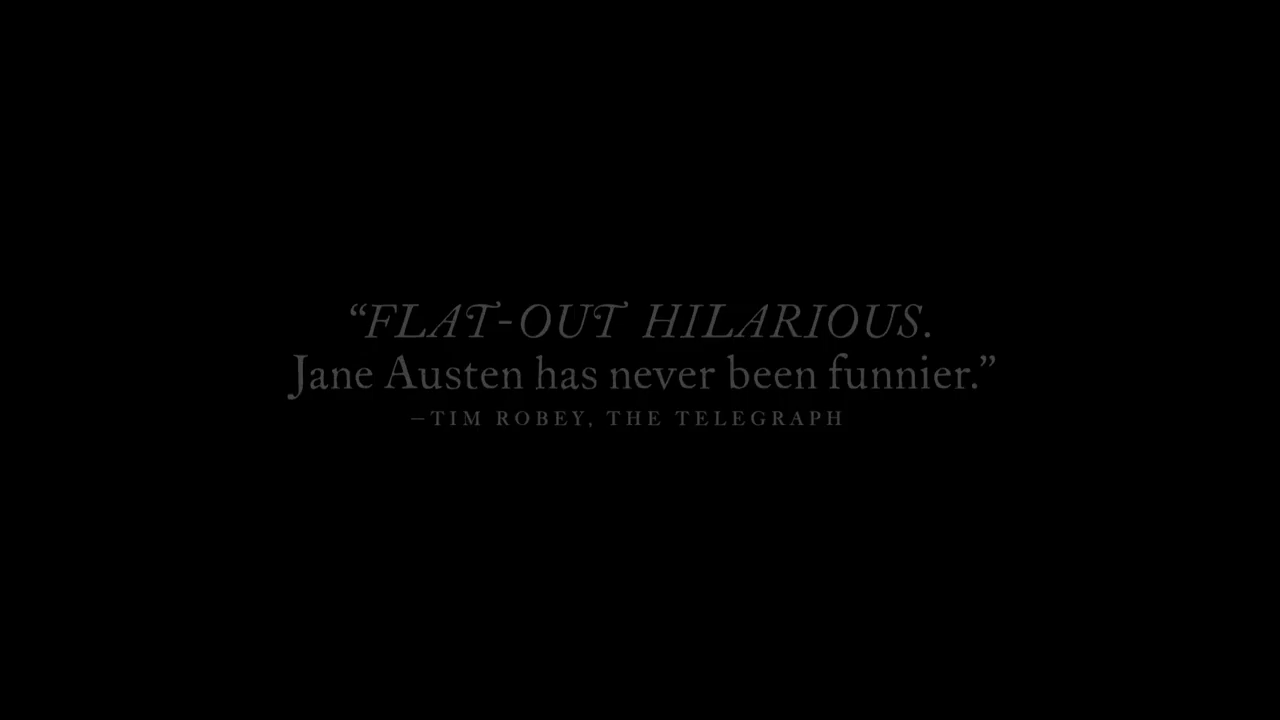 “FLAT-OUT HILARIOUS.
Jane Austen has never been funnier.”
–TIM ROBEY, THE TELEGRAPH